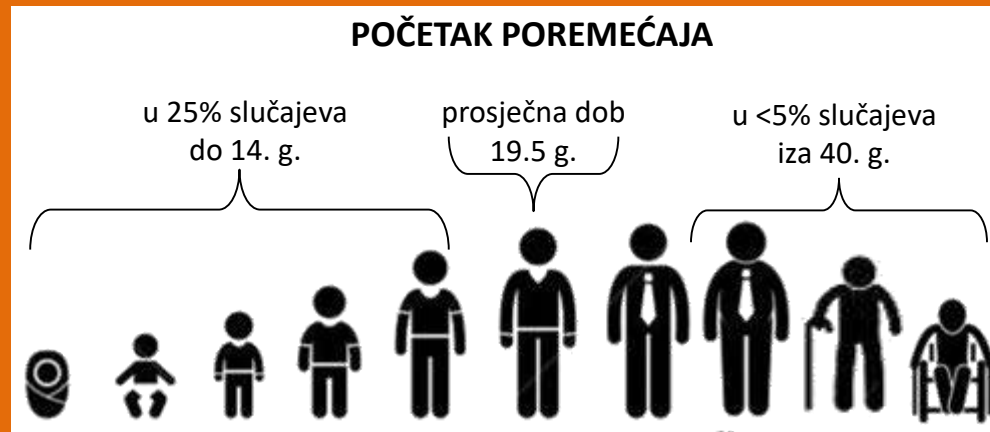 POČETAK POREMEĆAJA
u 25% slučajeva
do 14. g.
prosječna dob
19.5 g.
u <5% slučajeva
iza 40. g.